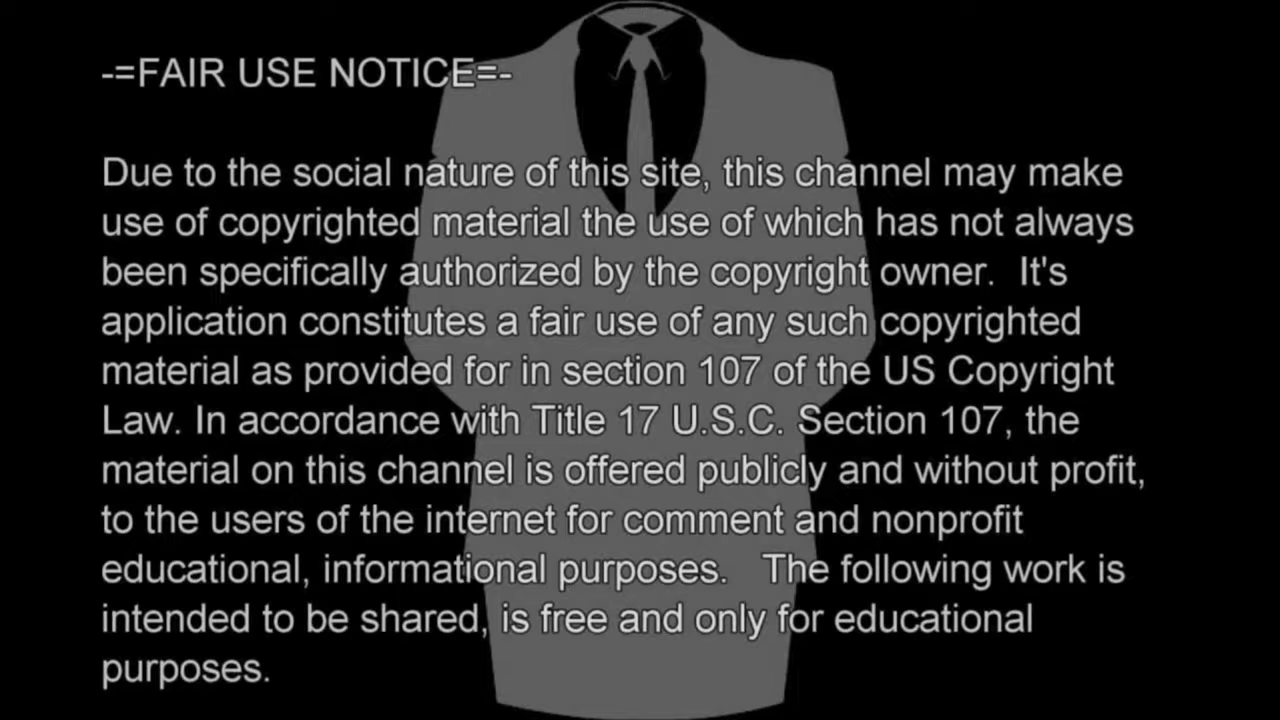 -=FAIR USE NOTICE=-
Due to the social nature of this site, this channel may make
use of copyrighted material the use of which has not always
been specifically authorized by the copyright owner.  It's
application constitutes a fair use of any such copyrighted
material as provided for in section 107 of the US Copyright
Law. In accordance with Title 17 U.S.C. Section 107, the
material on this channel is offered publicly and without profit,
to the users of the internet for comment and nonprofit
educational, informational purposes.   The following work is
intended to be shared, is free and only for educational
purposes.